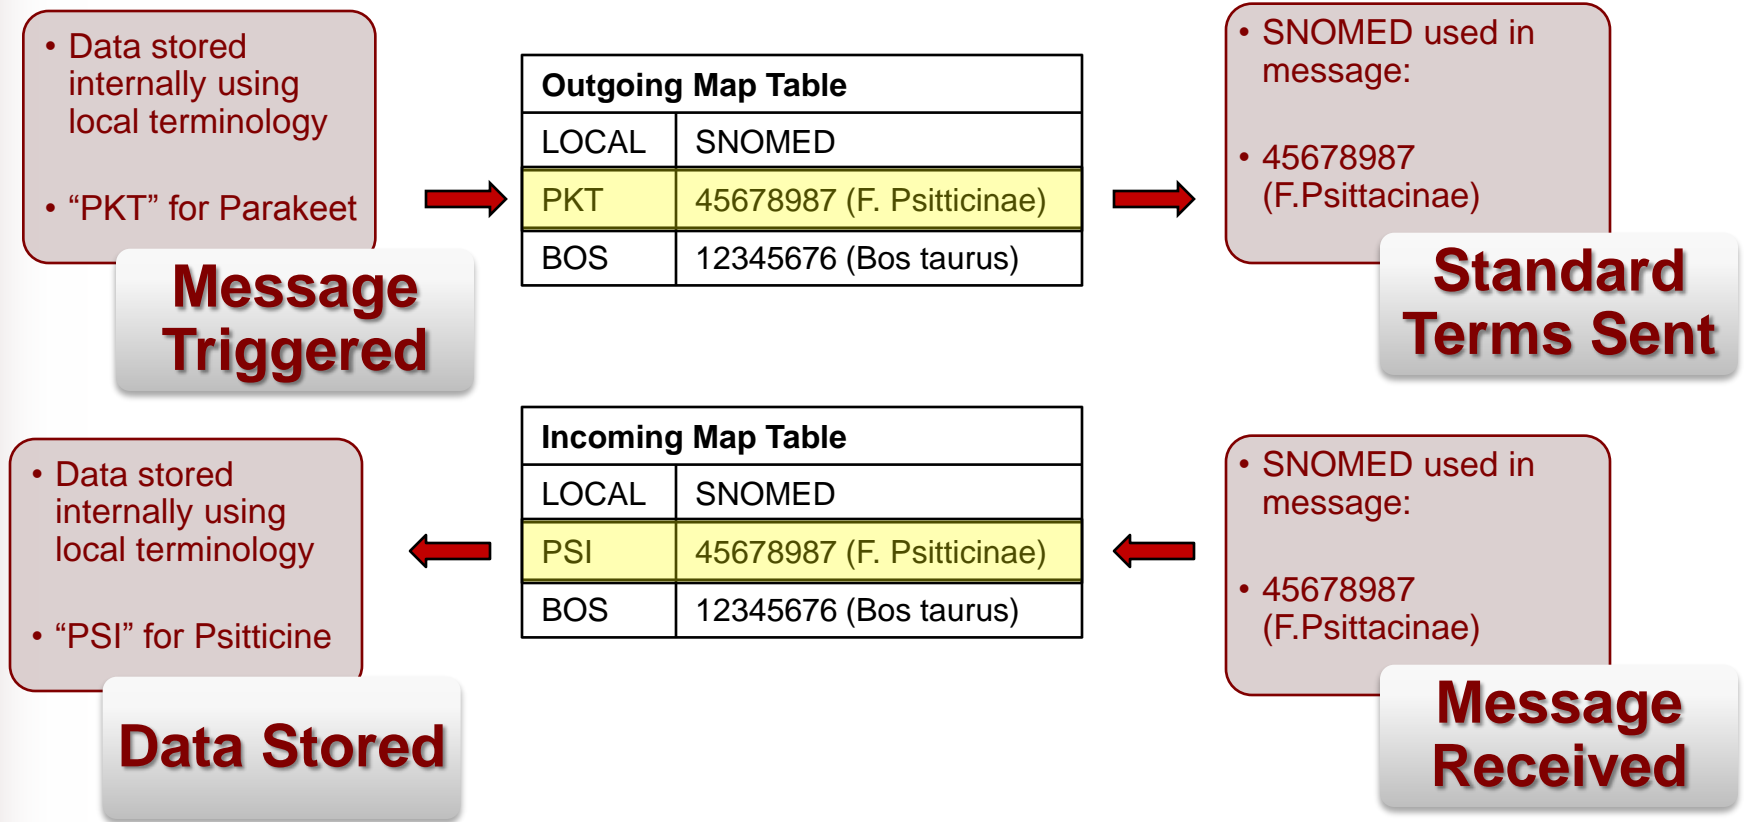 • Data stored
internally using
local terminology
• “PKT” for Parakeet
Message
Triggered
Outgoing Map Table
LOCAL SNOMED
PKT 45678987 (F. Psitticinae)
BOS 12345676 (Bos taurus)
• SNOMED used in
message:
• 45678987
(F.Psittacinae)
Standard
Terms Sent
• Data stored
internally using
local terminology
• “PSI” for Psitticine
Data Stored
Incoming Map Table
LOCAL SNOMED
PSI 45678987 (F. Psitticinae)
BOS 12345676 (Bos taurus)
• SNOMED used in
message:
• 45678987
(F.Psittacinae)
Message
Received